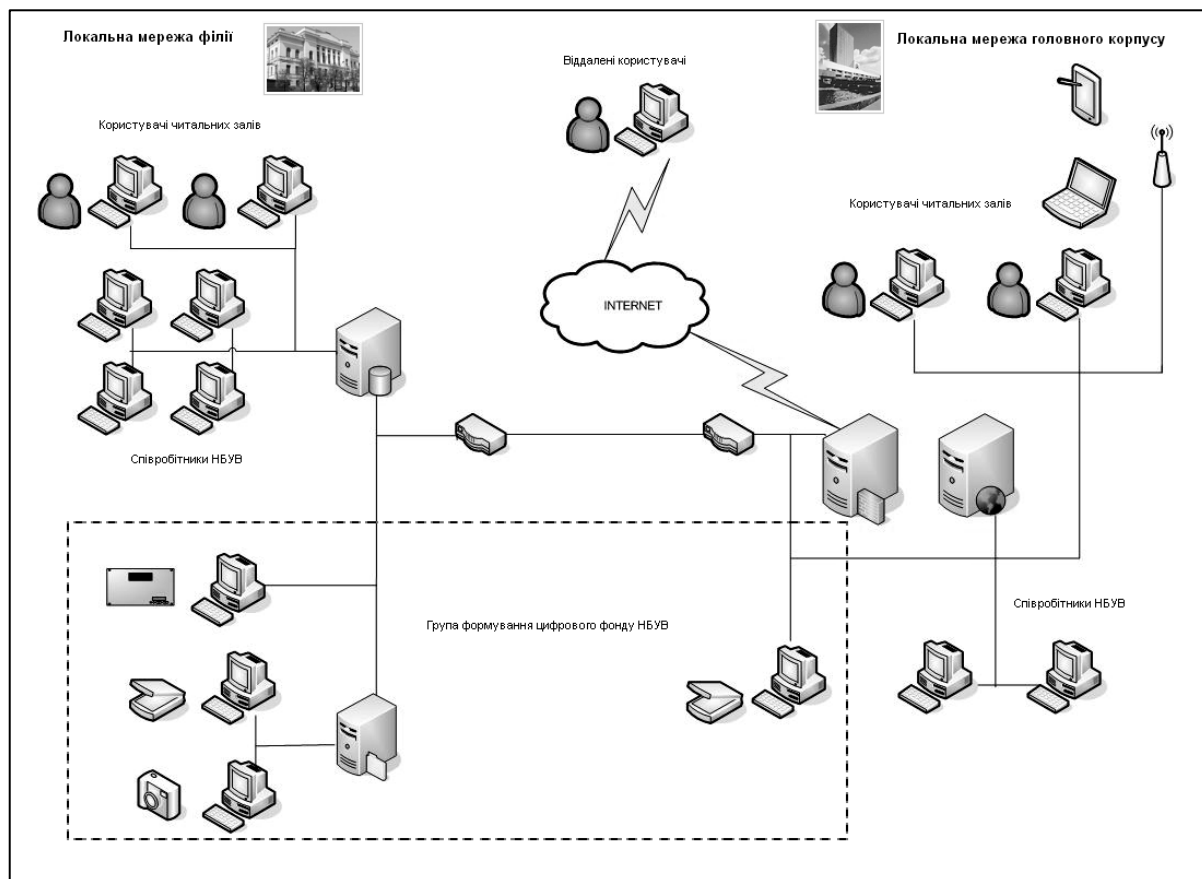 Локальна мережа філії
Локальна мережа головного корпусу
Віддалені користувачі
Користувачі читальних залів
Користувачі читальних залів
INTERNET
Співробітники НБУВ
Співробітники НБУВ
Група формування цифрового фонду НБУВ